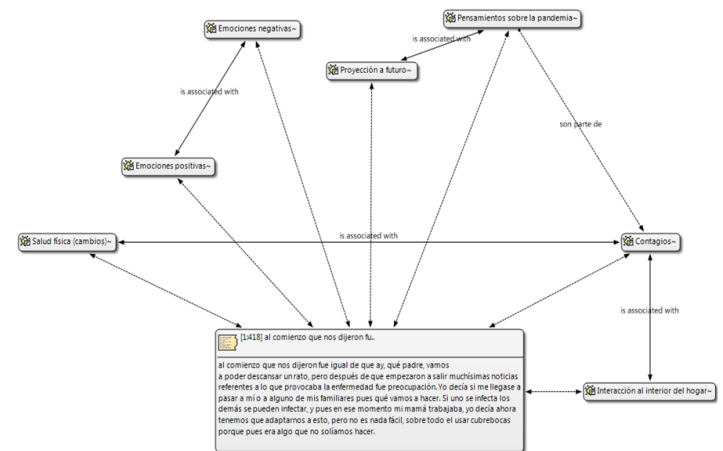 Emociones negativas~
Pensamientos sobre la pandemia~
is associated with
Proyección a futuro~
is associated with
son parte de
Emociones positivas~
Salud física (cambios)~
is associated with
Contagios~
is associated with
[1:418] al comienzo que nos dijeron fu..
al comienzo que nos dijeron fue igual de que ay, qué padre, vamos
a poder descansar un rato, pero después de que empezaron a salir muchísimas noticias
referentes a lo que provocaba la enfermedad fue preocupación. Yo decía si me llegase a
pasar a mí o a alguno de mis familiares pues qué vamos a hacer. Si uno se infecta los
demás se pueden infectar, y pues en ese momento mi mamá trabajaba, yo decía ahora
tenemos que adaptarnos a esto, pero no es nada fácil, sobre todo el usar cubrebocas
porque pues era algo que no solíamos hacer.
Interacción al interior del hogar~